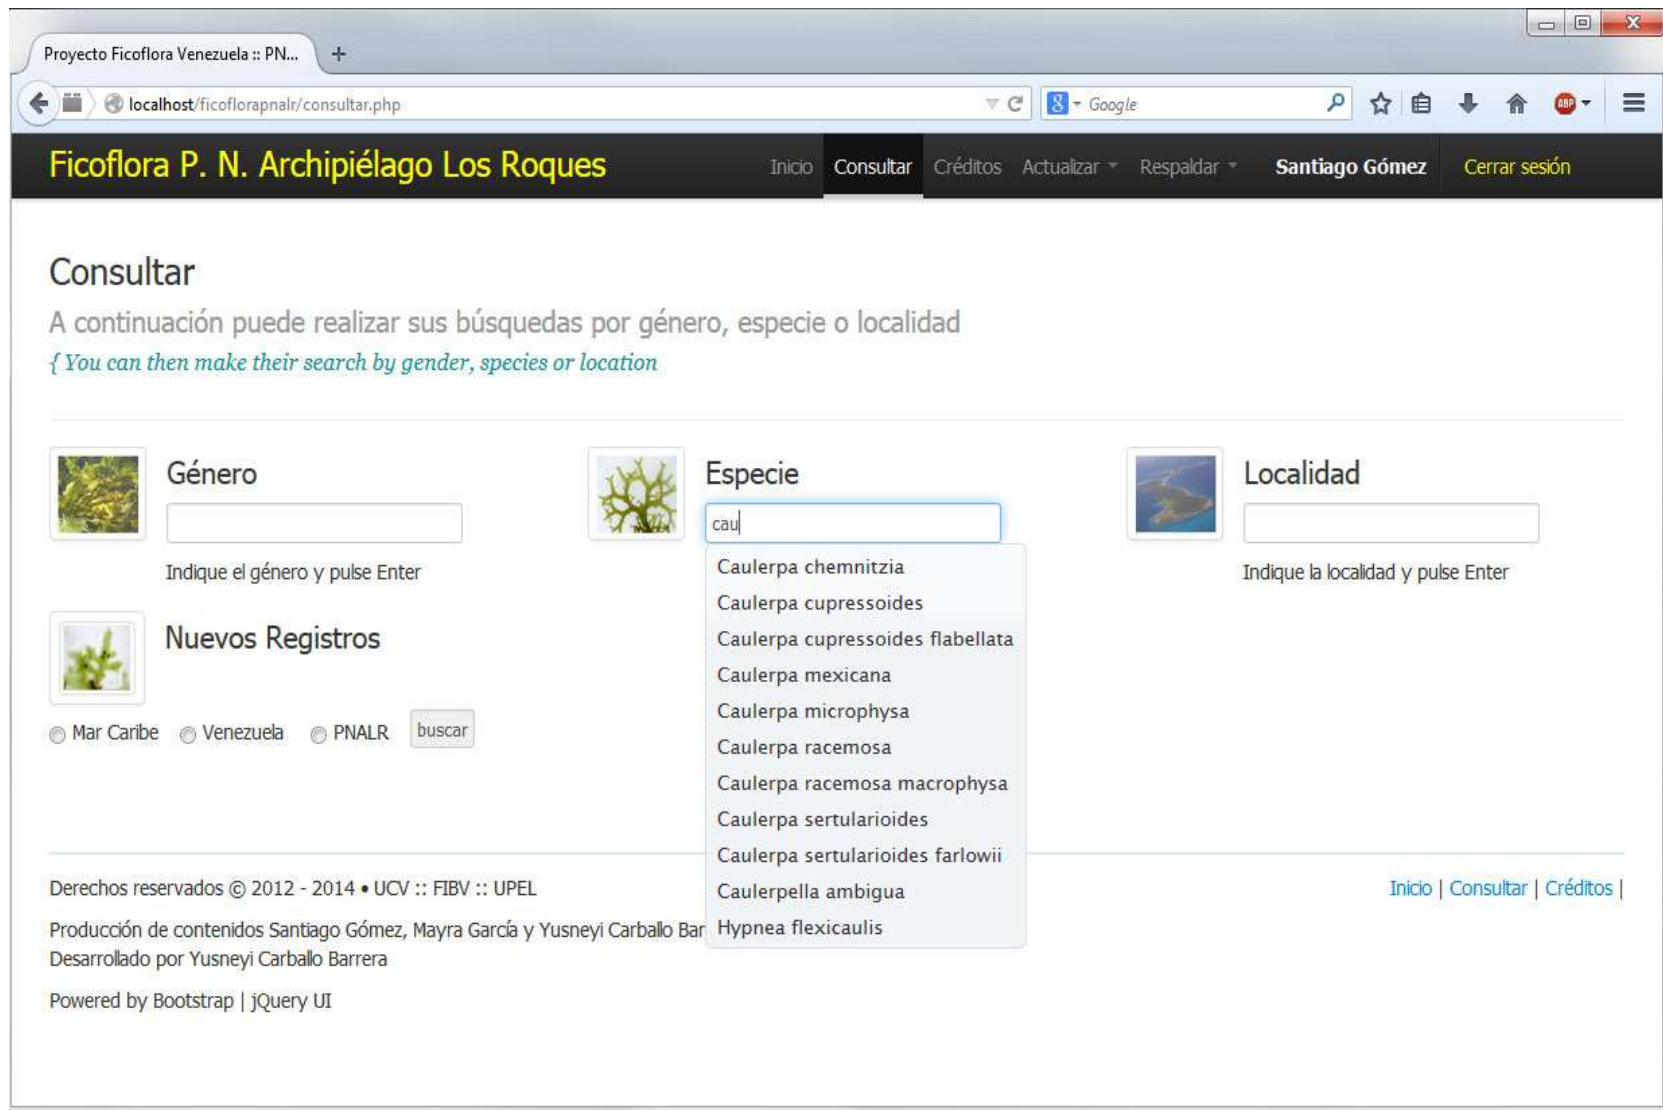 Proyecto Ficoflora Venezuela :: PN...
localhost/ficoflorapnalr/consultar.php
Google
ABP
Ficoflora P. N. Archipiélago Los Roques
Inicio Consultar Créditos Actualizar Respaldar Santiago Gómez Cerrar sesión
Consultar
A continuación puede realizar sus búsquedas por género, especie o localidad
{ You can then make their search by gender, species or location
Género
Indique el género y pulse Enter
Especie
cau
Caulerpa chemnitzia
Caulerpa cupressoides
Caulerpa cupressoides flabellata
Caulerpa mexicana
Caulerpa microphysa
Caulerpa racemosa
Caulerpa racemosa macrophysa
Caulerpa sertularioides
Caulerpa sertularioides farlowii
Caulerpella ambigua
Hypnea flexicaulis
Localidad
Indique la localidad y pulse Enter
Nuevos Registros
Mar Caribe Venezuela PNALR buscar
Derechos reservados © 2012 - 2014 • UCV :: FIBV :: UPEL
Inicio | Consultar | Créditos |
Producción de contenidos Santiago Gómez, Mayra García y Yusneyi Carballo Bar
Desarrollado por Yusneyi Carballo Barrera
Powered by Bootstrap | jQuery UI